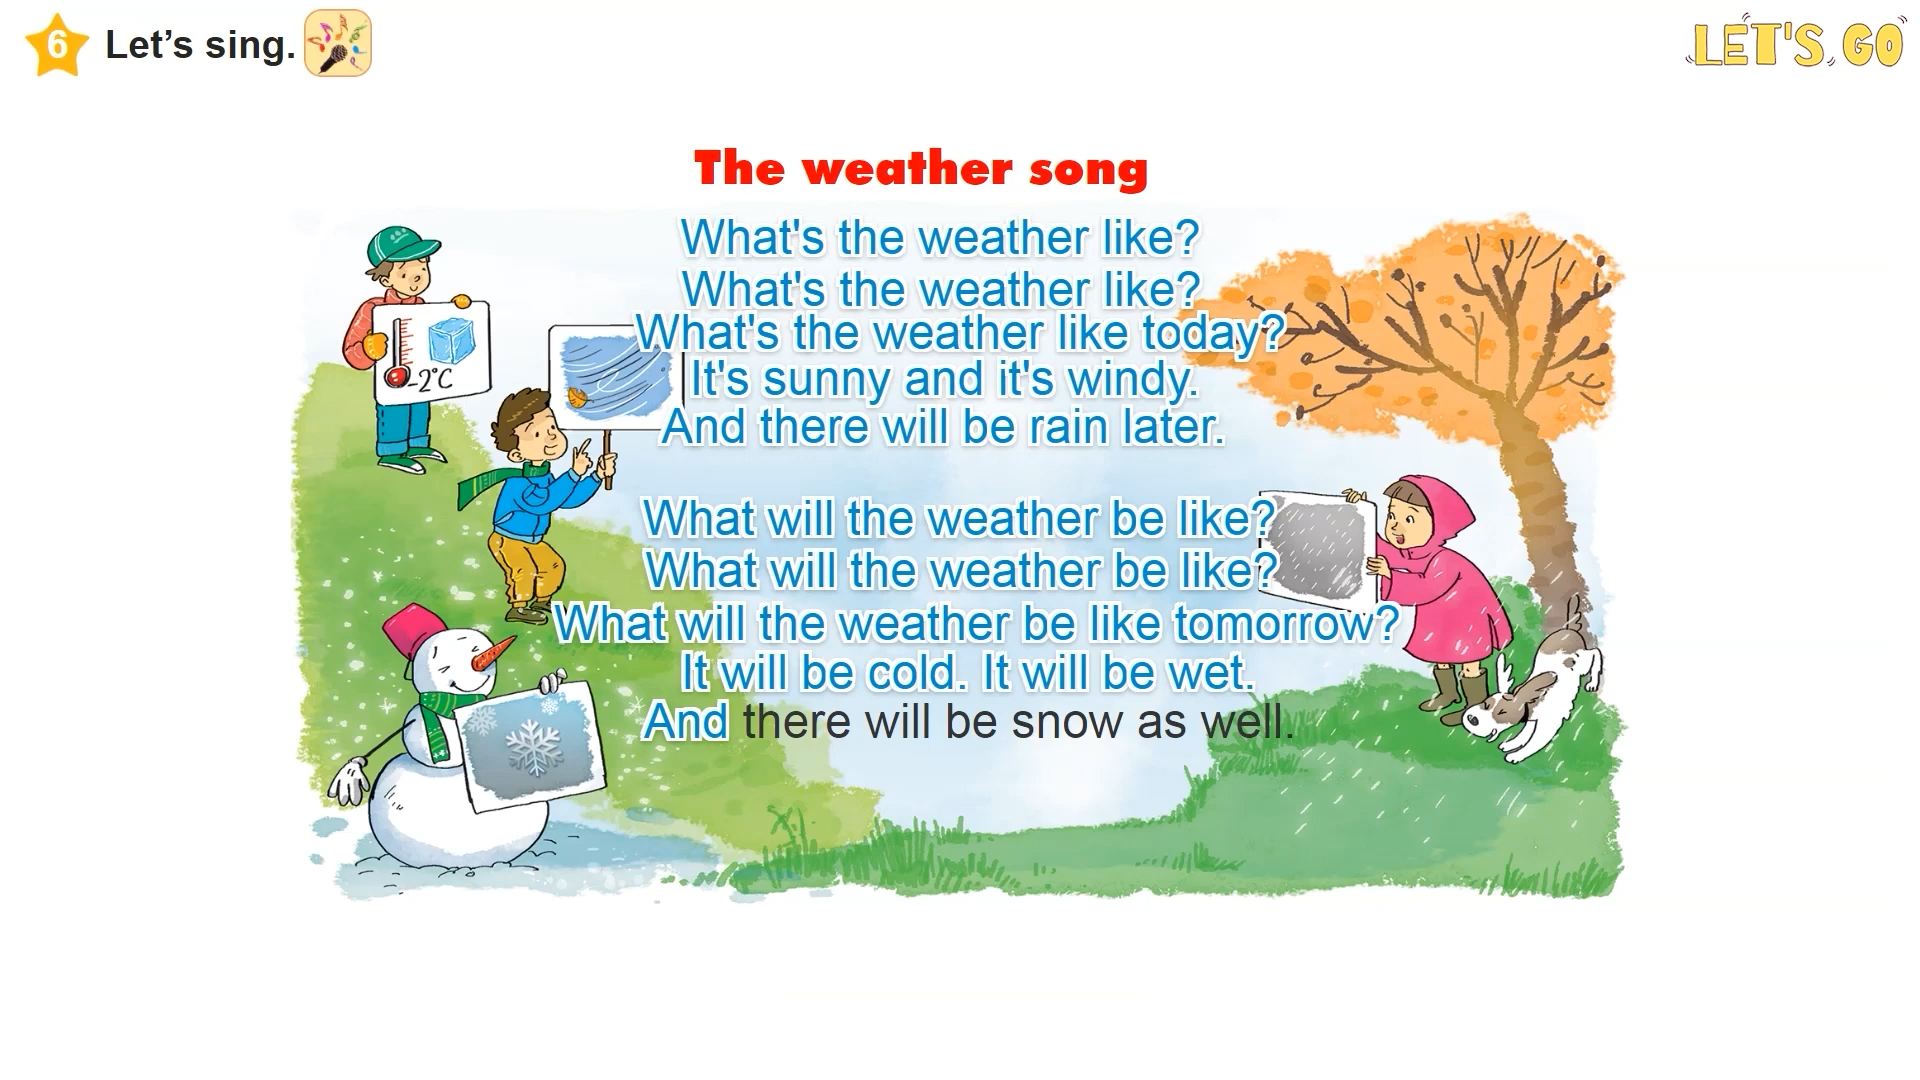 6 Let’s sing.
LET'S GO
The weather song
What's the weather like?
What's the weather like?
What's the weather like today?
It's sunny and it's windy.
And there will be rain later.
What will the weather be like?
What will the weather be like?
What will the weather be like tomorrow?
It will be cold. It will be wet.
And there will be snow as well.
-2°C